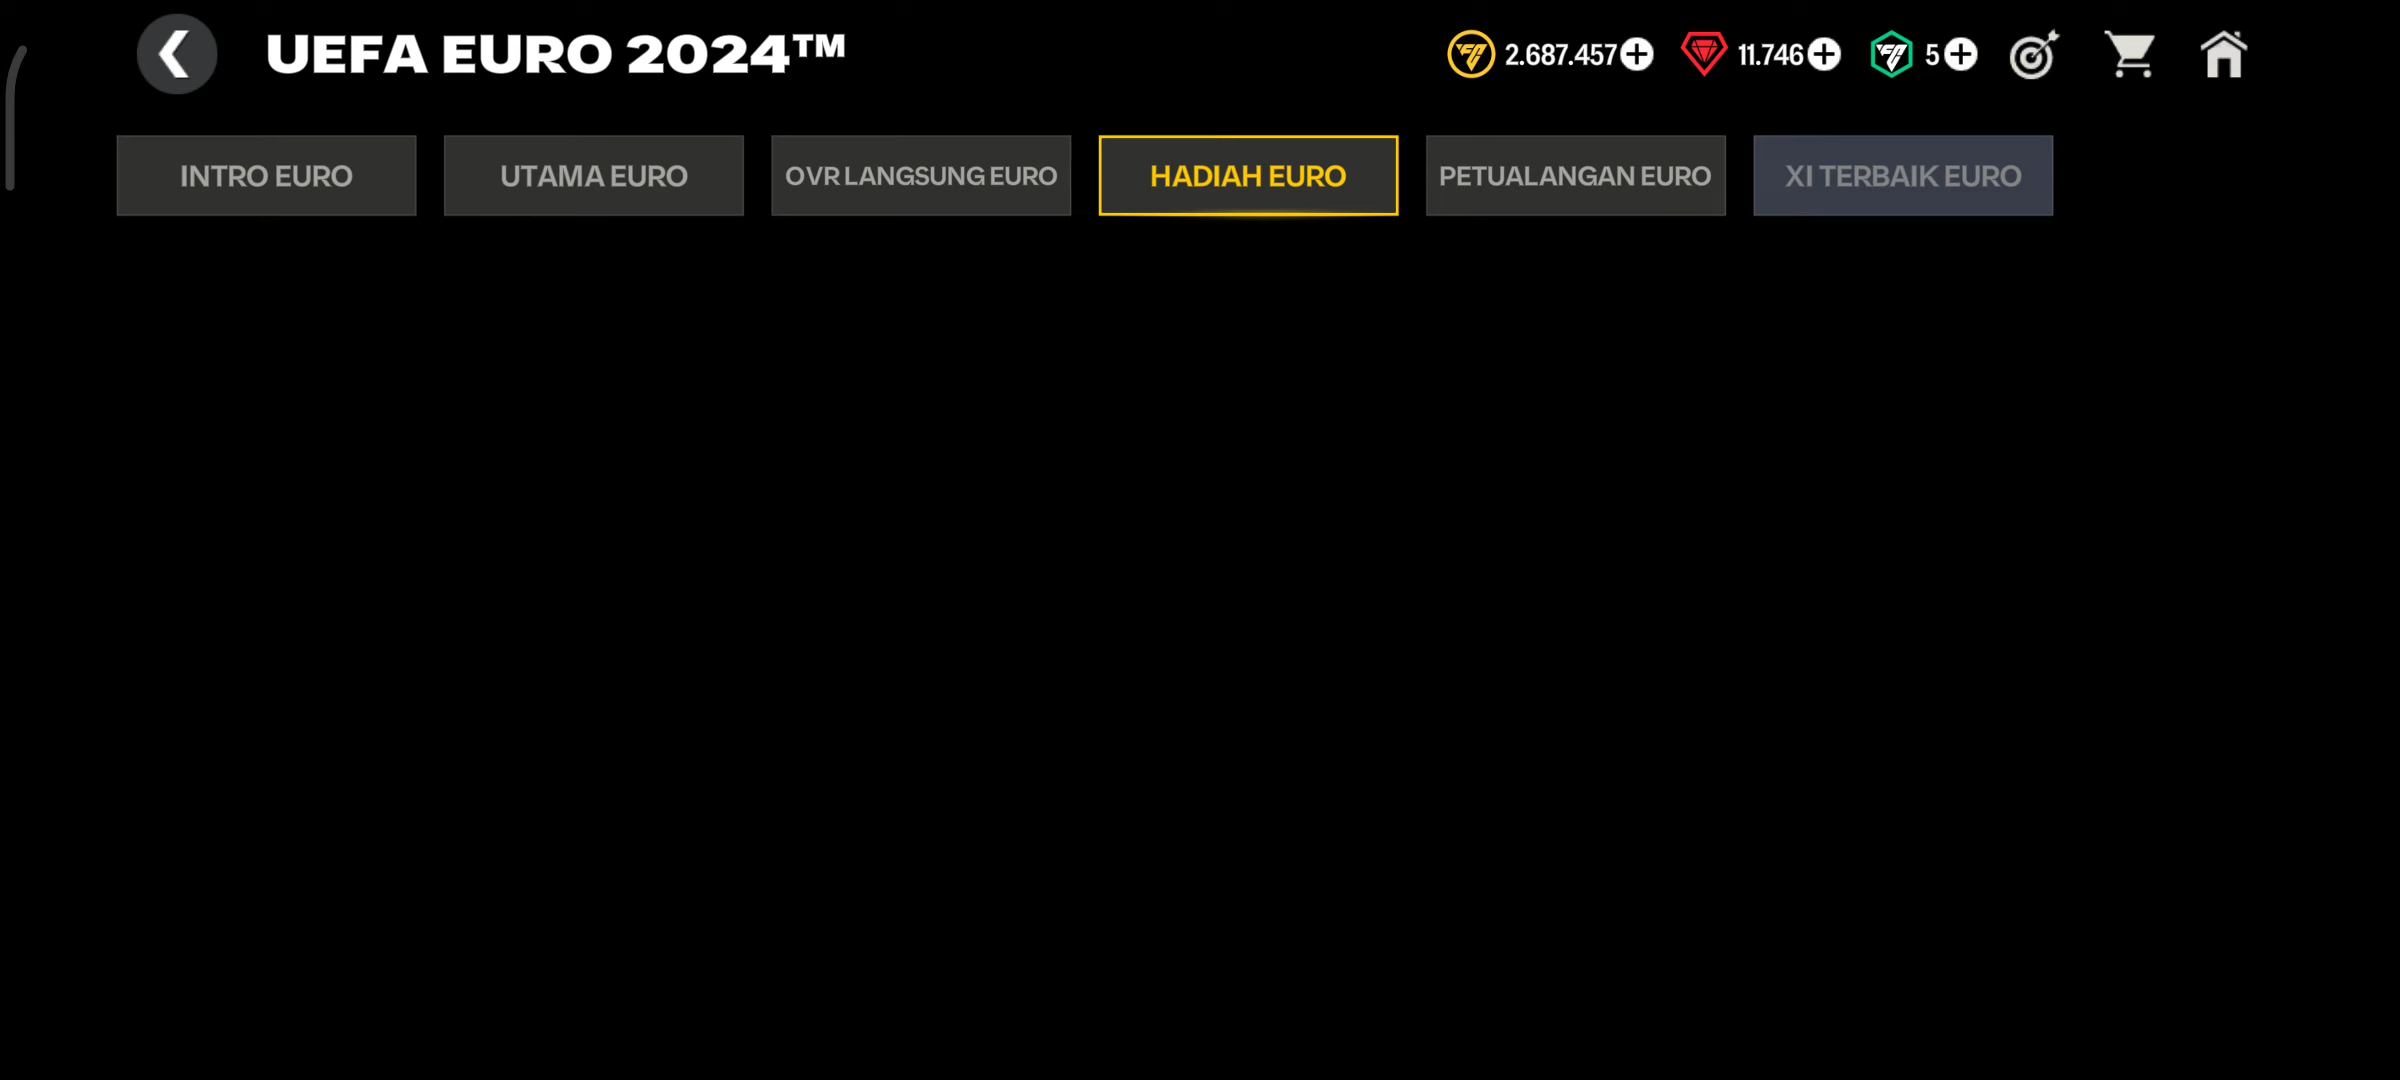 UEFA EURO 2024™
2.687.457
11.746
5
INTRO EURO
UTAMA EURO
OVR LANGSUNG EURO
HADIAH EURO
PETUALANGAN EURO
XI TERBAIK EURO